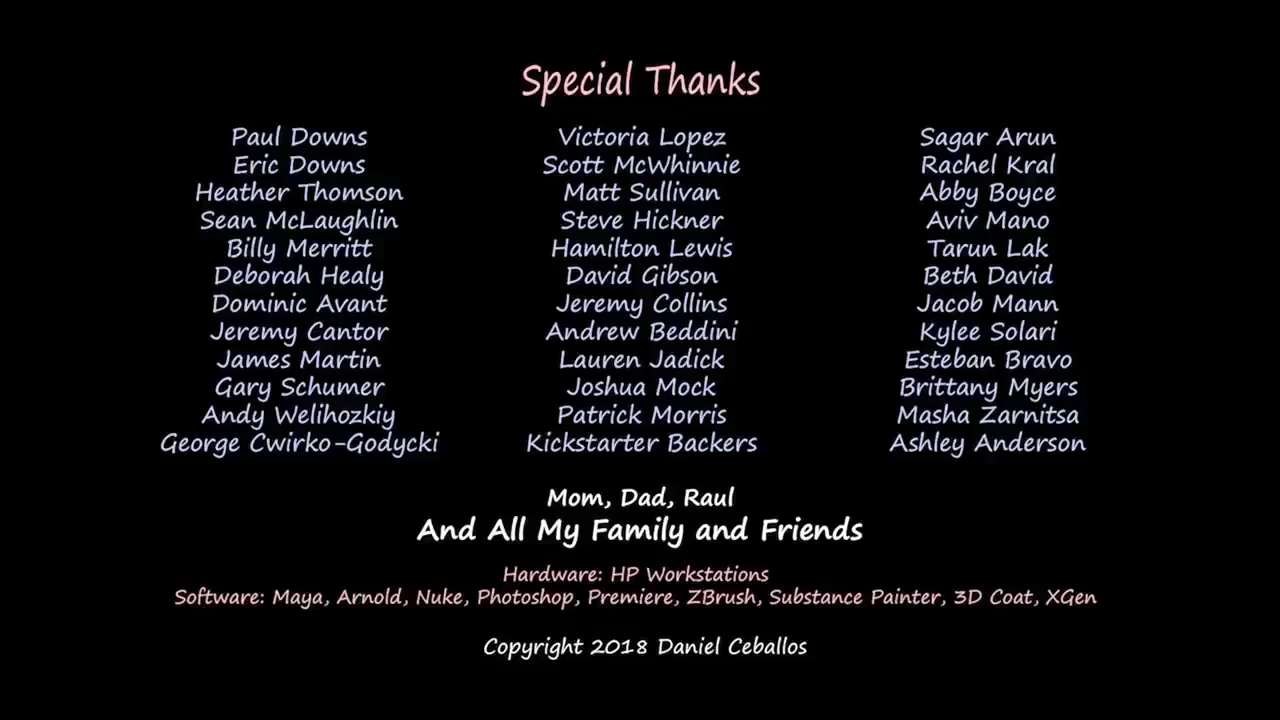 Special Thanks
Paul Downs
Eric Downs
Heather Thomson
Sean McLaughlin
Billy Merritt
Deborah Healy
Dominic Avant
Jeremy Cantor
James Martin
Gary Schumer
Andy Welihozkiy
George Cwirko-Godycki
Victoria Lopez
Scott McWhinnie
Matt Sullivan
Steve Hickner
Hamilton Lewis
David Gibson
Jeremy Collins
Andrew Beddini
Lauren Jadick
Joshua Mock
Patrick Morris
Kickstarter Backers
Sagar Arun
Rachel Kral
Abby Boyce
Aviv Mano
Tarun Lak
Beth David
Jacob Mann
Kylee Solari
Esteban Bravo
Brittany Myers
Masha Zarnitsa
Ashley Anderson
Mom, Dad, Raul
And All My Family and Friends
Hardware: HP Workstations
Software: Maya, Arnold, Nuke, Photoshop, Premiere, ZBrush, Substance Painter, 3D Coat, XGen
Copyright 2018 Daniel Ceballos